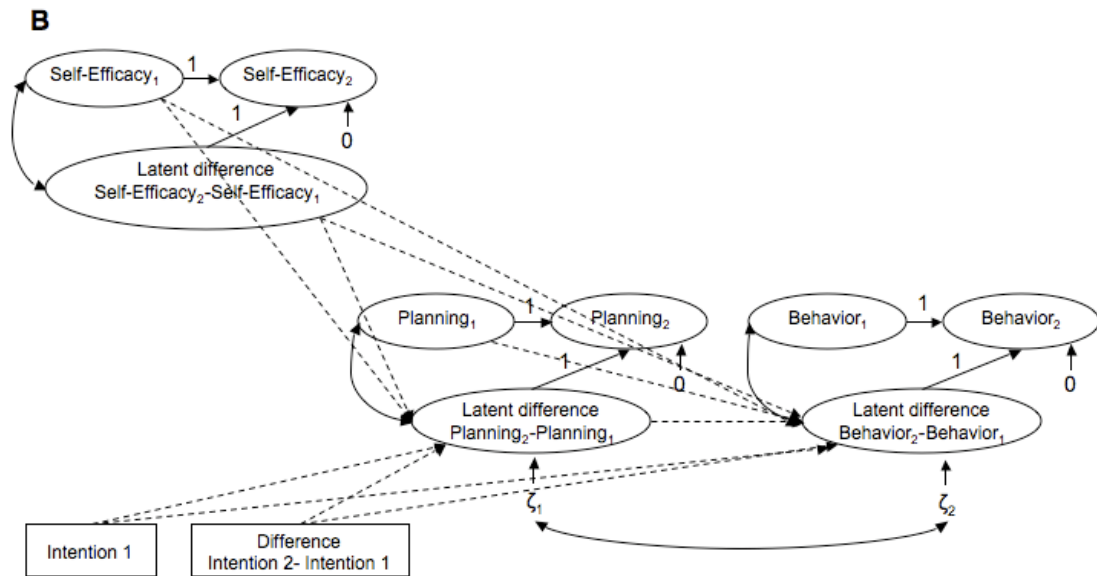 B
Self-Efficacy₁
1
Self-Efficacy₂
1
0
Latent difference
Self-Efficacy₂-Self-Efficacy₁
Planning₁
1
Planning₂
1
0
Latent difference
Planning₂-Planning₁
Behavior₁
1
Behavior₂
1
0
Latent difference
Behavior₂-Behavior₁
ζ₁
ζ₂
Intention 1
Difference
Intention 2- Intention 1